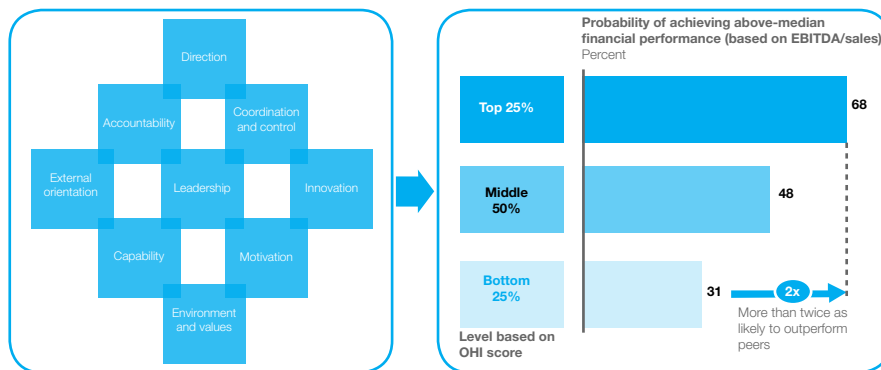 Direction
Accountability
Coordination
and control
External
orientation
Leadership
Innovation
Capability
Motivation
Environment
and values
Probability of achieving above-median
financial performance (based on EBITDA/sales)
Percent
Top 25%
68
Middle
50%
48
Bottom
25%
31
2x
More than twice as
likely to outperform
peers
Level based on
OHI score